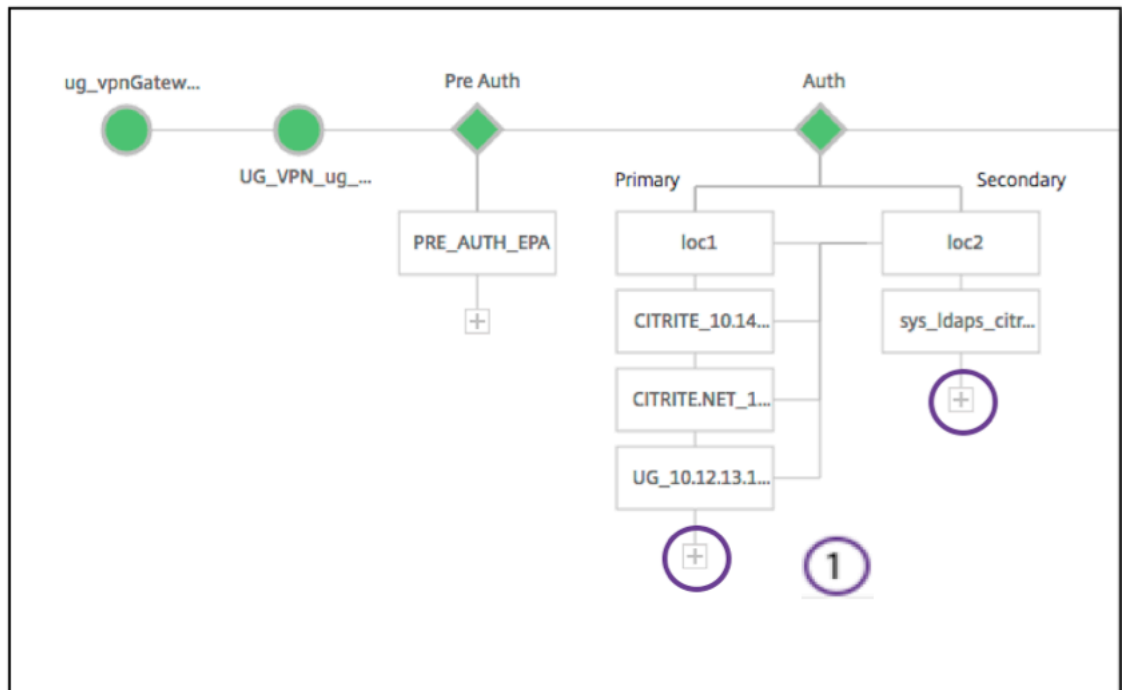 ug_vpnGatew...
Pre Auth
Auth
UG_VPN_ug_...
Primary
Secondary
PRE_AUTH_EPA
loc1
loc2
CITRITE_10.14...
sys_ldaps_citr...
CITRITE.NET_1...
UG_10.12.13.1...
1